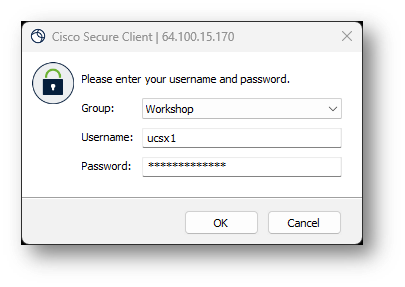 Cisco Secure Client | 64.100.15.170
Please enter your username and password.
Group: Workshop
Username: ucsx1
Password: *************
OK Cancel